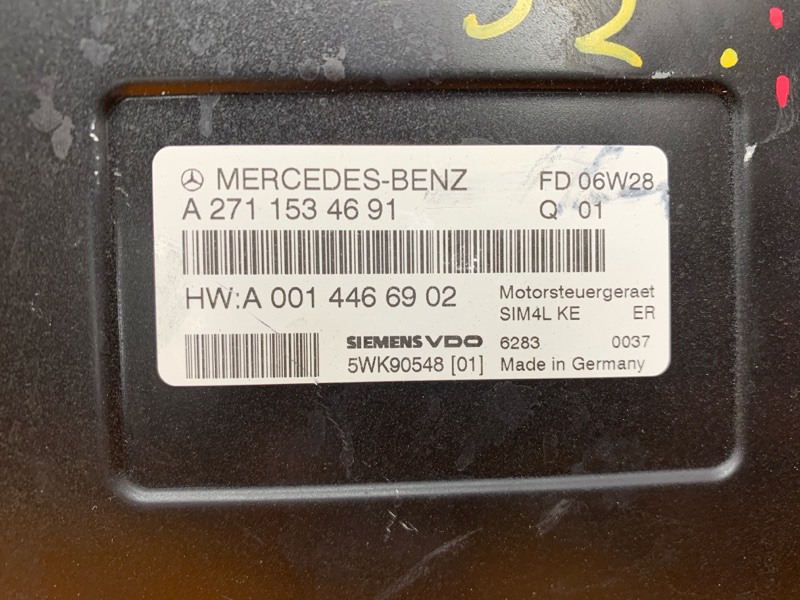 52
MERCEDES-BENZ FD 06W28
A 271 153 46 91 Q 01
HW:A 001 446 69 02 Motorsteuergeraet
SIM4L KE ER
SIEMENS VDO 6283 0037
5WK90548 [01] Made in Germany